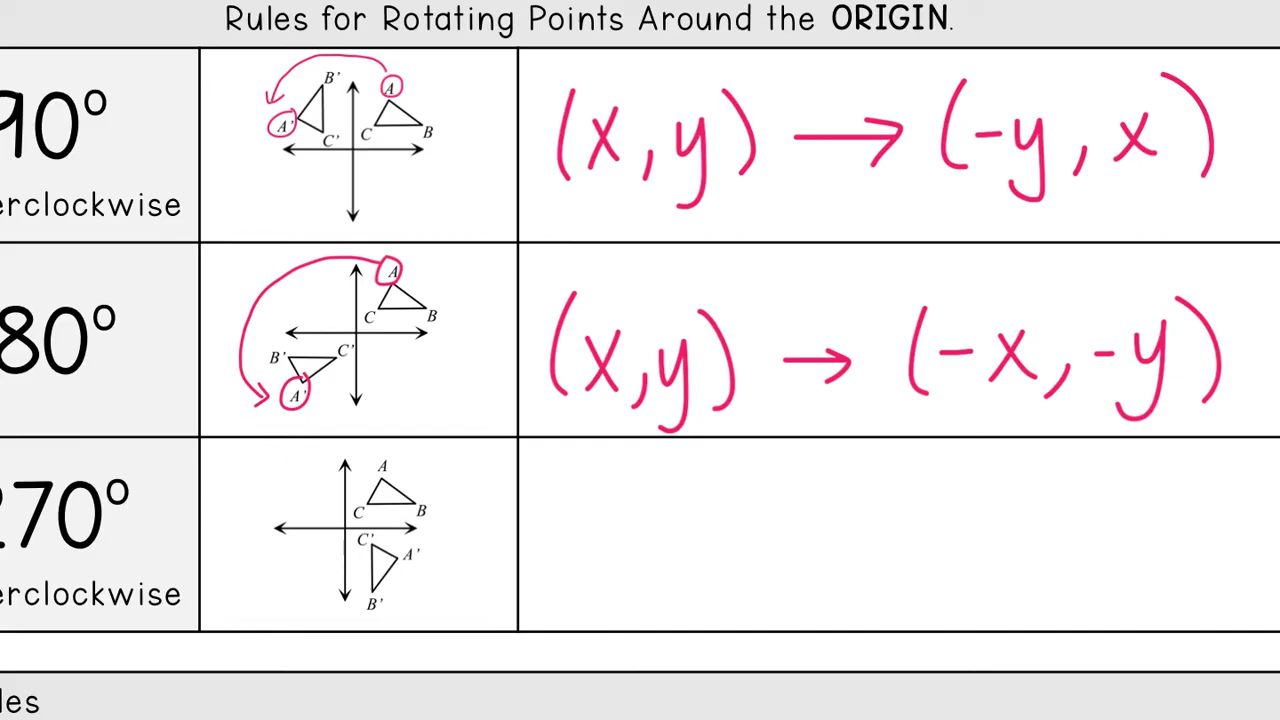 Rules for Rotating Points Around the ORIGIN.
90°
erclockwise
B' A
A' C' C B
(x, y) → (-y, x)
80°
A
C B
B' C'
A'
(x, y) → (-x, -y)
270°
erclockwise
A
C B
C' A'
B'
les